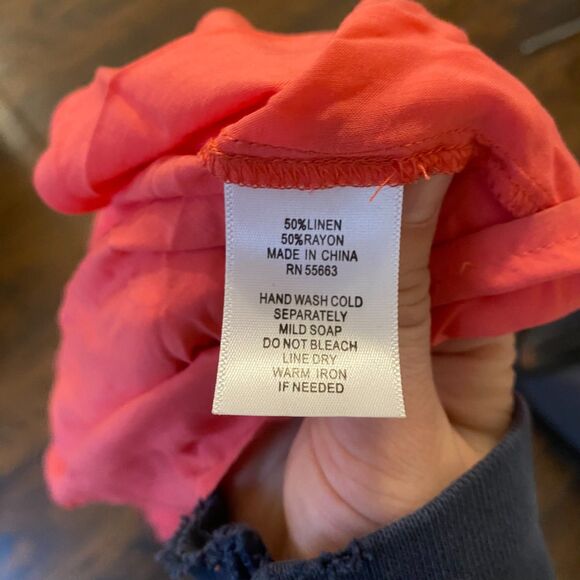 50%LINEN
50%RAYON
MADE IN CHINA
RN 55663
HAND WASH COLD
SEPARATELY
MILD SOAP
DO NOT BLEACH
LINE DRY
WARM IRON
IF NEEDED